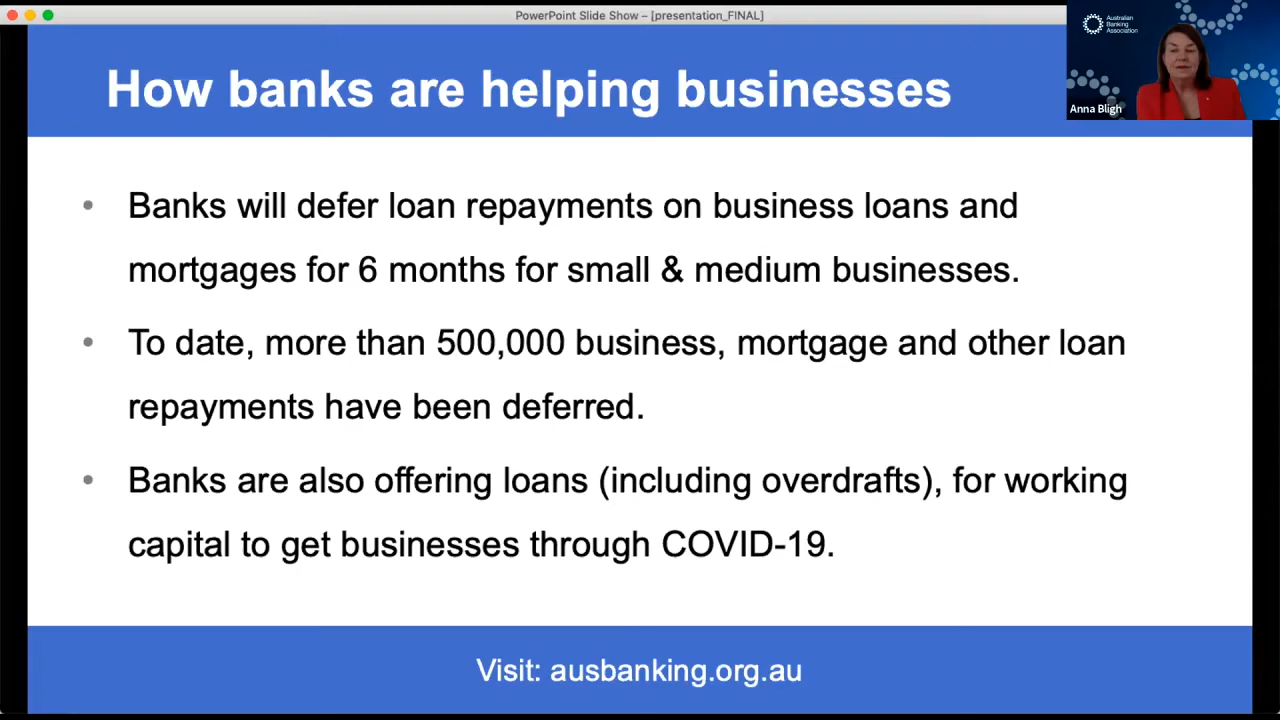 PowerPoint Slide Show – [presentation_FINAL]
How banks are helping businesses
Australian
Banking
Association
Anna Bligh
• Banks will defer loan repayments on business loans and
mortgages for 6 months for small & medium businesses.
• To date, more than 500,000 business, mortgage and other loan
repayments have been deferred.
• Banks are also offering loans (including overdrafts), for working
capital to get businesses through COVID-19.
Visit: ausbanking.org.au